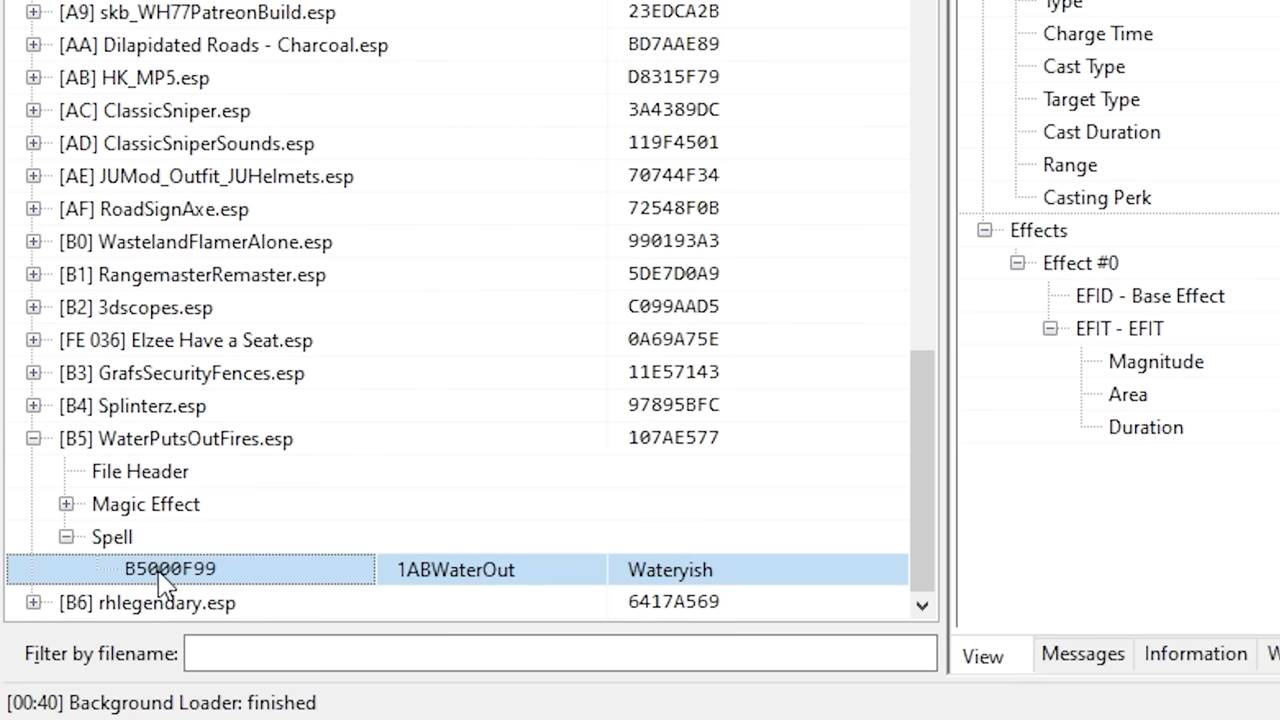 [A9] skb_WH77PatreonBuild.esp 23EDCA2B
[AA] Dilapidated Roads - Charcoal.esp BD7AAE89
[AB] HK_MP5.esp D8315F79
[AC] ClassicSniper.esp 3A4389DC
[AD] ClassicSniperSounds.esp 119F4501
[AE] JUMod_Outfit_JUHelmets.esp 70744F34
[AF] RoadSignAxe.esp 72548F0B
[B0] WastelandFlamerAlone.esp 990193A3
[B1] RangemasterRemaster.esp 5DE7D0A9
[B2] 3dscopes.esp C099AAD5
[FE 036] Elzee Have a Seat.esp 0A69A75E
[B3] GrafsSecurityFences.esp 11E57143
[B4] Splinterz.esp 97895BFC
[B5] WaterPutsOutFires.esp 107AE577
File Header
Magic Effect
Spell
B5000F99 1ABWaterOut Wateryish
[B6] rhlegendary.esp 6417A569
Filter by filename:
[00:40] Background Loader: finished
Type
Charge Time
Cast Type
Target Type
Cast Duration
Range
Casting Perk
Effects
Effect #0
EFID - Base Effect
EFIT - EFIT
Magnitude
Area
Duration
View Messages Information